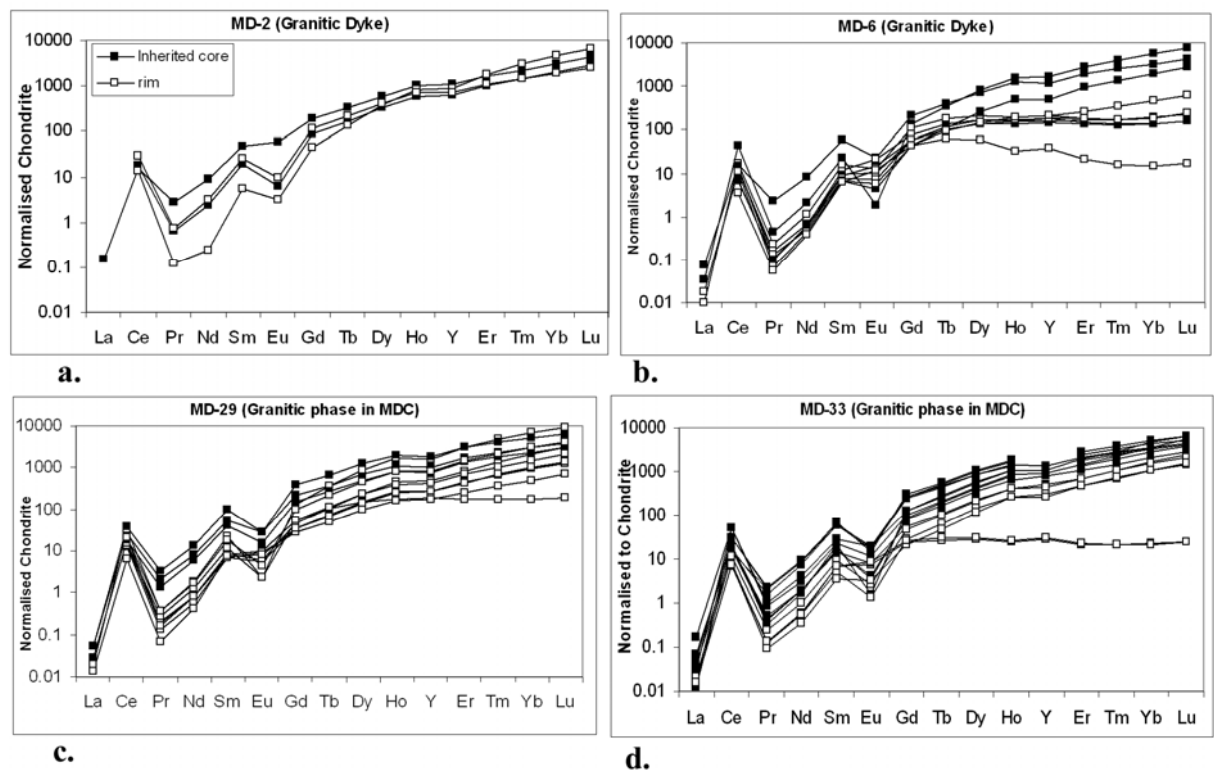 MD-2 (Granitic Dyke)
Normalised Chondrite
10000
1000
100
10
1
0.1
0.01
Inherited core
rim
La Ce Pr Nd Sm Eu Gd Tb Dy Ho Y Er Tm Yb Lu
a.
MD-6 (Granitic Dyke)
Normalised Chondrite
10000
1000
100
10
1
0.1
0.01
La Ce Pr Nd Sm Eu Gd Tb Dy Ho Y Er Tm Yb Lu
b.
MD-29 (Granitic phase in MDC)
Normalised Chondrite
10000
1000
100
10
1
0.1
0.01
La Ce Pr Nd Sm Eu Gd Tb Dy Ho Y Er Tm Yb Lu
c.
MD-33 (Granitic phase in MDC)
Normalised to Chondrite
10000
1000
100
10
1
0.1
0.01
La Ce Pr Nd Sm Eu Gd Tb Dy Ho Y Er Tm Yb Lu
d.